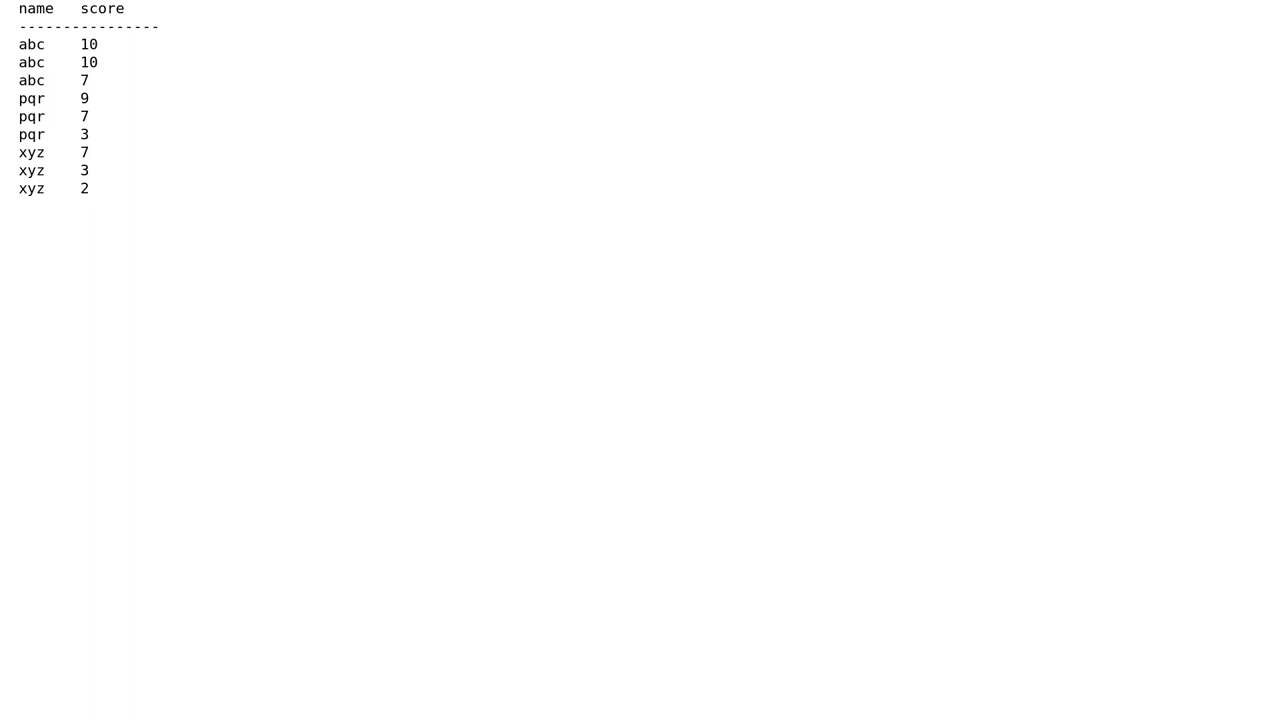 name   score
----------------
abc    10
abc    10
abc    7
pqr    9
pqr    7
pqr    3
xyz    7
xyz    3
xyz    2